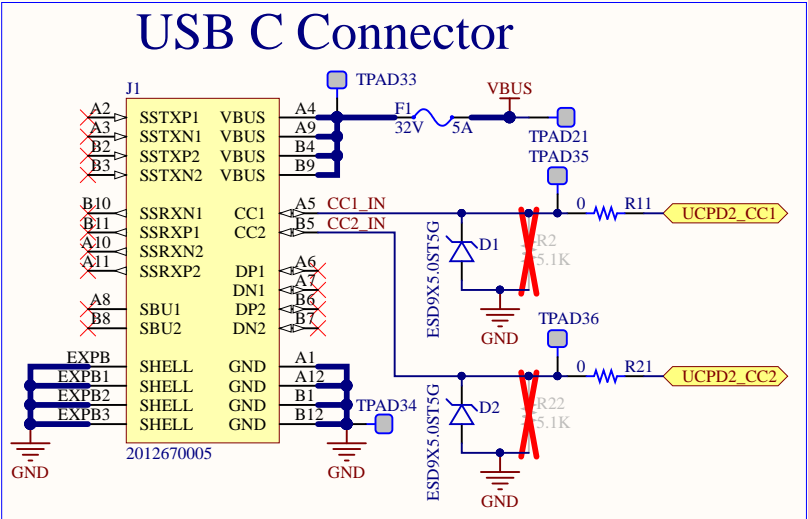 USB C Connector
J1
TPAD33
VBUS
A2 SSTXP1 VBUS A4 F1
32V 5A
TPAD21
A3 SSTXN1 VBUS A9
B2 SSTXP2 VBUS B4
B3 SSTXN2 VBUS B9
TPAD35
B10 SSRXN1 CC1 A5 CC1_IN 0 R11 UCPD2_CC1
B11 SSRXP1 CC2 B5 CC2_IN
A10 SSRXN2
A11 SSRXP2 DP1 A6
DN1 A7
A8 SBU1 DP2 B6
B8 SBU2 DN2 B7
ESD9X5.0ST5G
D1
R2
5.1K
GND
TPAD36
EXPB SHELL GND A1
EXPB1 SHELL GND A12
EXPB2 SHELL GND B1
EXPB3 SHELL GND B12
TPAD34
0 R21 UCPD2_CC2
ESD9X5.0ST5G
D2
R22
5.1K
2012670005
GND
GND
GND